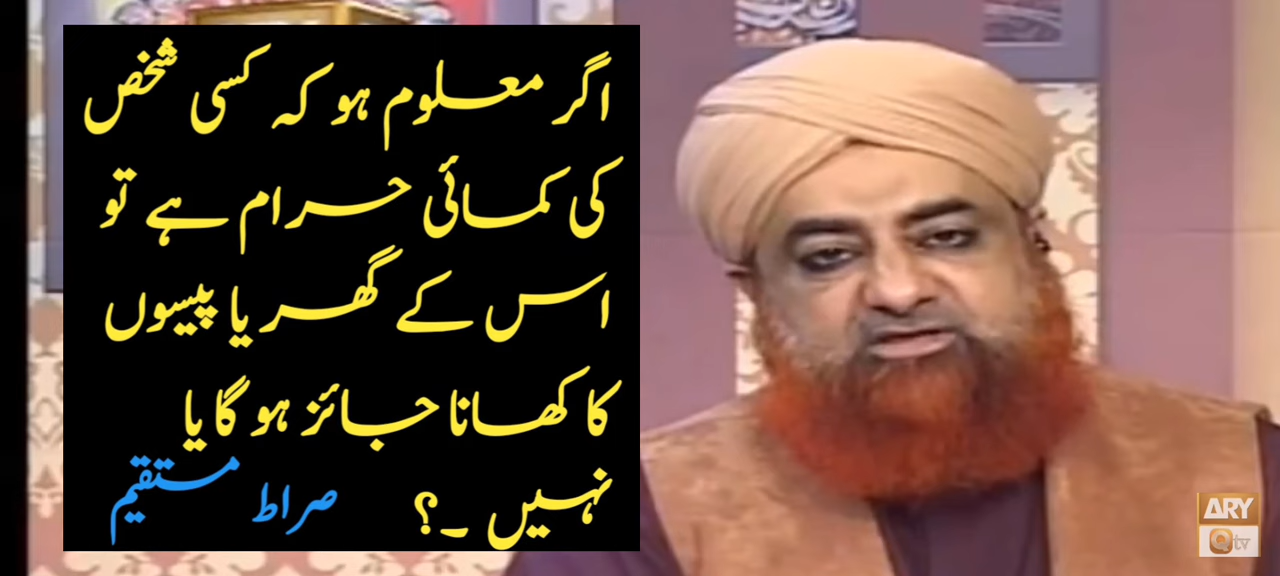 اگر معلوم ہو کہ کسی شخص
کی کمائی حرام ہے تو
اس کے گھر یا پیسوں
کا کھانا جائز ہو گا یا
نہیں ۔؟
صراط مستقیم
ARY
Qtv